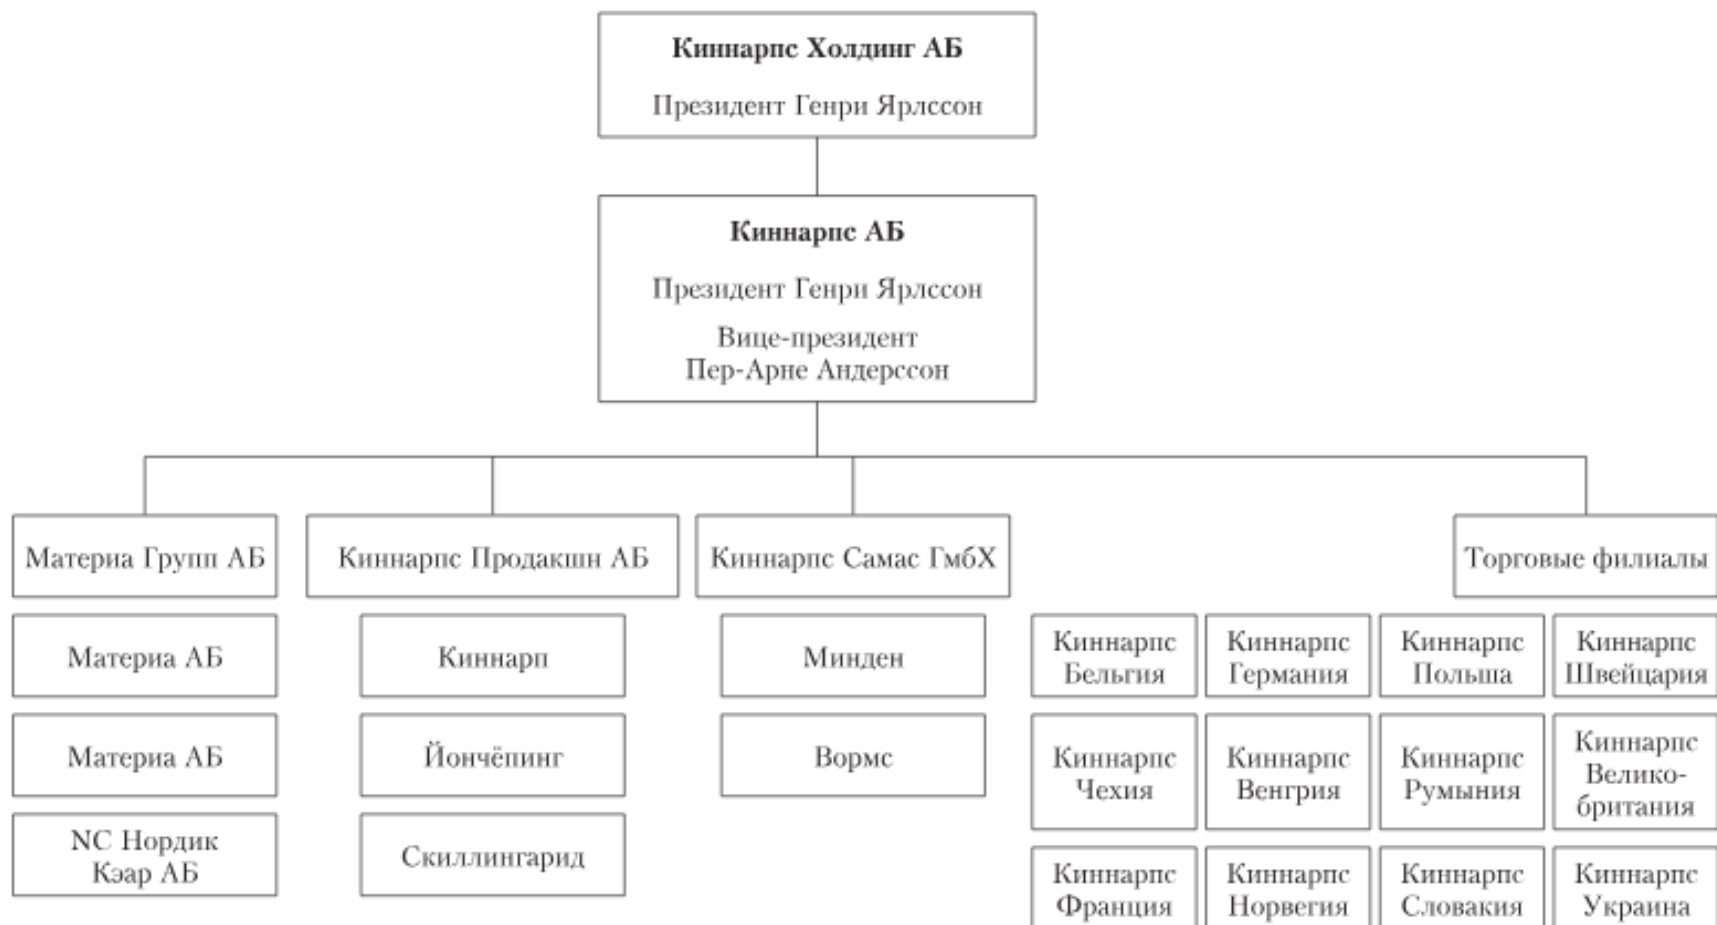 Киннарпс Холдинг АБ
Президент Генри Ярлссон
Киннарпс АБ
Президент Генри Ярлссон
Вице-президент
Пер-Арне Андерссон
Материа Групп АБ
Киннарпс Продакшн АБ
Киннарпс Самас ГмбХ
Торговые филиалы
Материа АБ
Материа АБ
NC Нордик
Кэар АБ
Киннарп
Йончёпинг
Скиллингарид
Минден
Вормс
Киннарпс
Бельгия
Киннарпс
Германия
Киннарпс
Польша
Киннарпс
Швейцария
Киннарпс
Чехия
Киннарпс
Венгрия
Киннарпс
Румыния
Киннарпс
Велико-
британия
Киннарпс
Франция
Киннарпс
Норвегия
Киннарпс
Словакия
Киннарпс
Украина